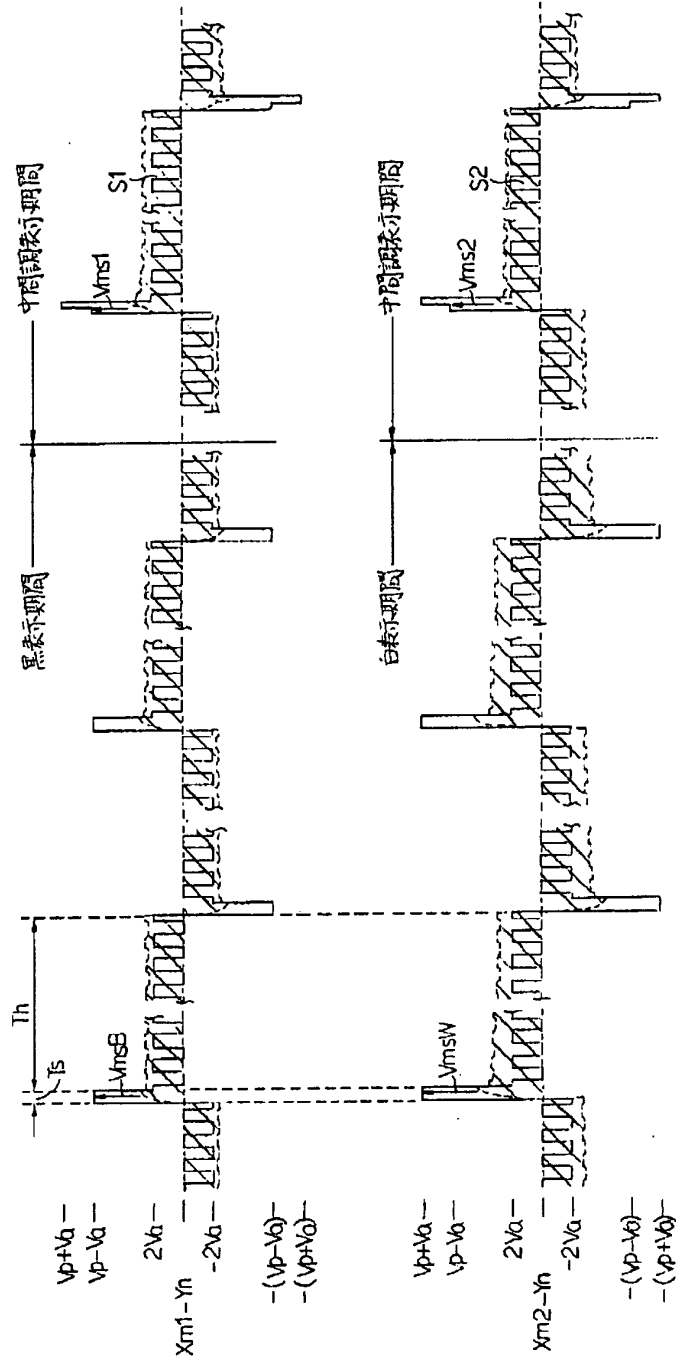 黒表示期間
中間調表示期間
Th
Ts
VmsB
Vms1
S1
Vp+Va
Vp-Va
2Va
Xm1-Yn
-2Va
-(Vp-Va)
-(Vp+Va)
白表示期間
中間調表示期間
VmsW
Vms2
S2
Vp+Va
Vp-Va
2Va
Xm2-Yn
-2Va
-(Vp-Va)
-(Vp+Va)